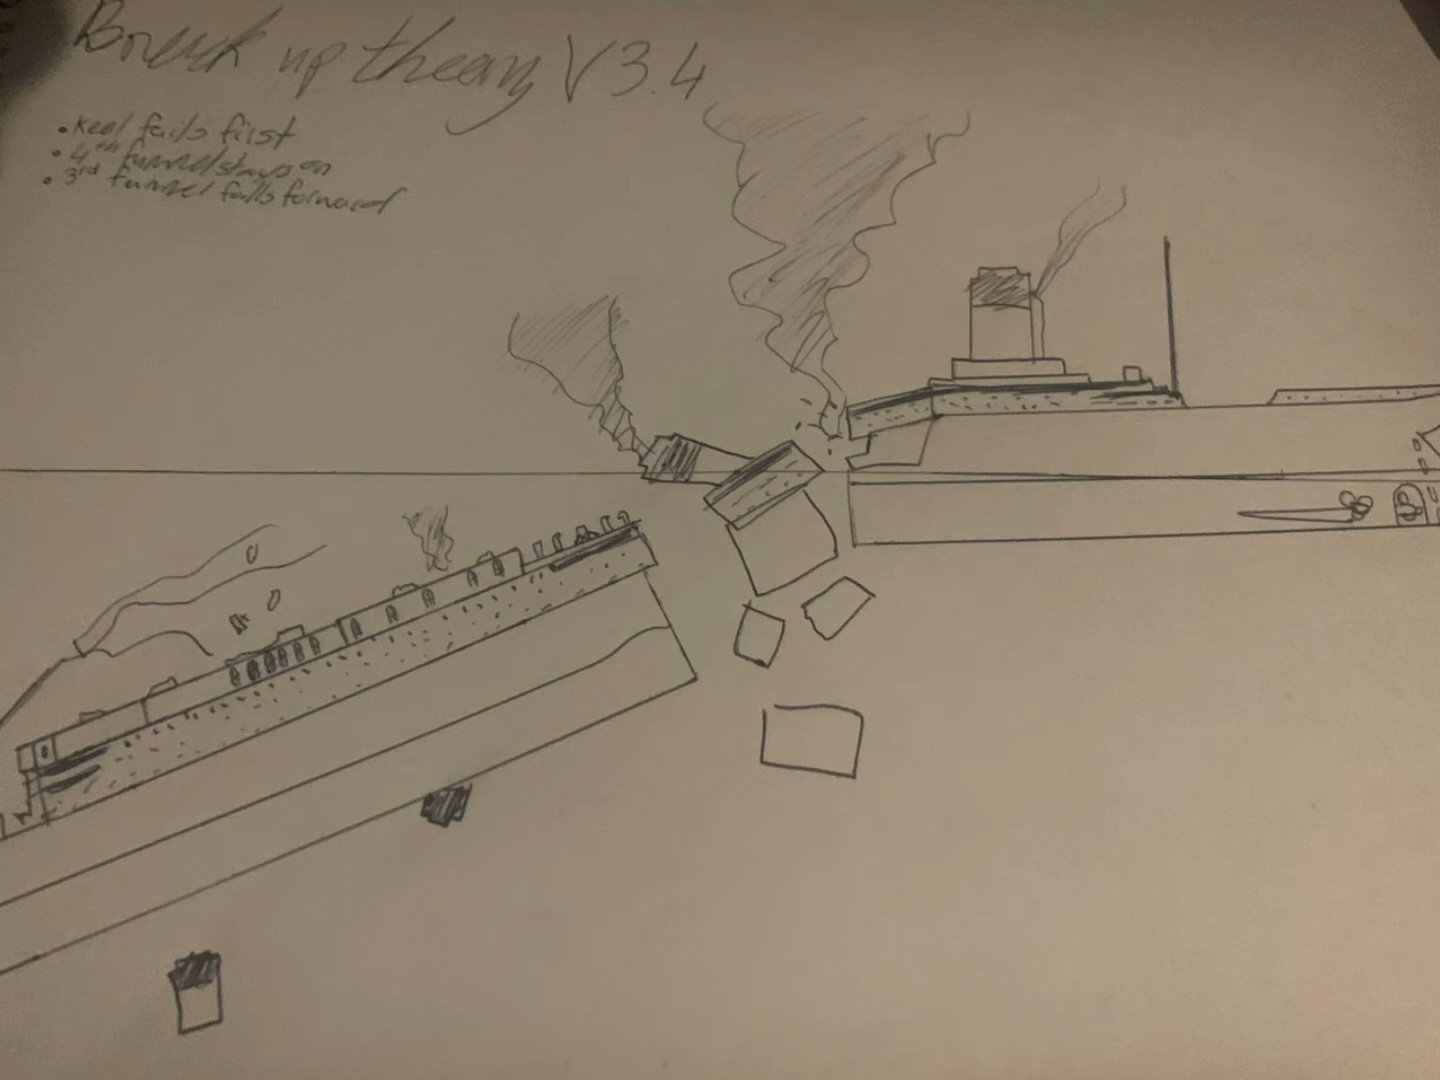 Break up theory V3.4
• Keel fails first
• 4th funnel stays on
• 3rd funnel falls forward